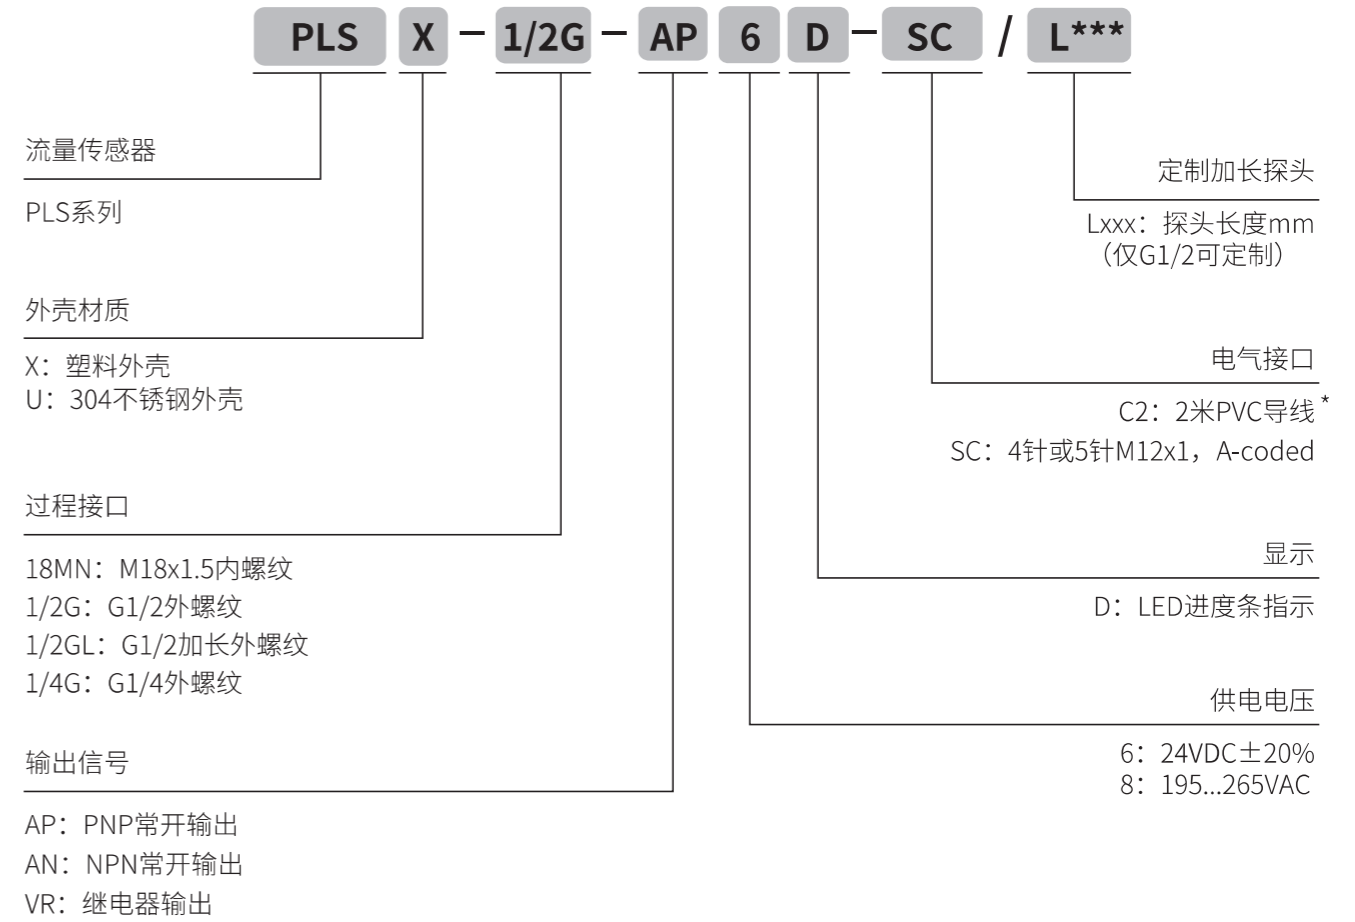 PLS X - 1/2G - AP 6 D - SC / L***
流量传感器
PLS系列
外壳材质
X：塑料外壳
U：304不锈钢外壳
过程接口
18MN：M18x1.5内螺纹
1/2G：G1/2外螺纹
1/2GL：G1/2加长外螺纹
1/4G：G1/4外螺纹
输出信号
AP：PNP常开输出
AN：NPN常开输出
VR：继电器输出
定制加长探头
Lxxx：探头长度mm
（仅G1/2可定制）
电气接口
C2：2米PVC导线*
SC：4针或5针M12x1，A-coded
显示
D：LED进度条指示
供电电压
6：24VDC±20%
8：195...265VAC